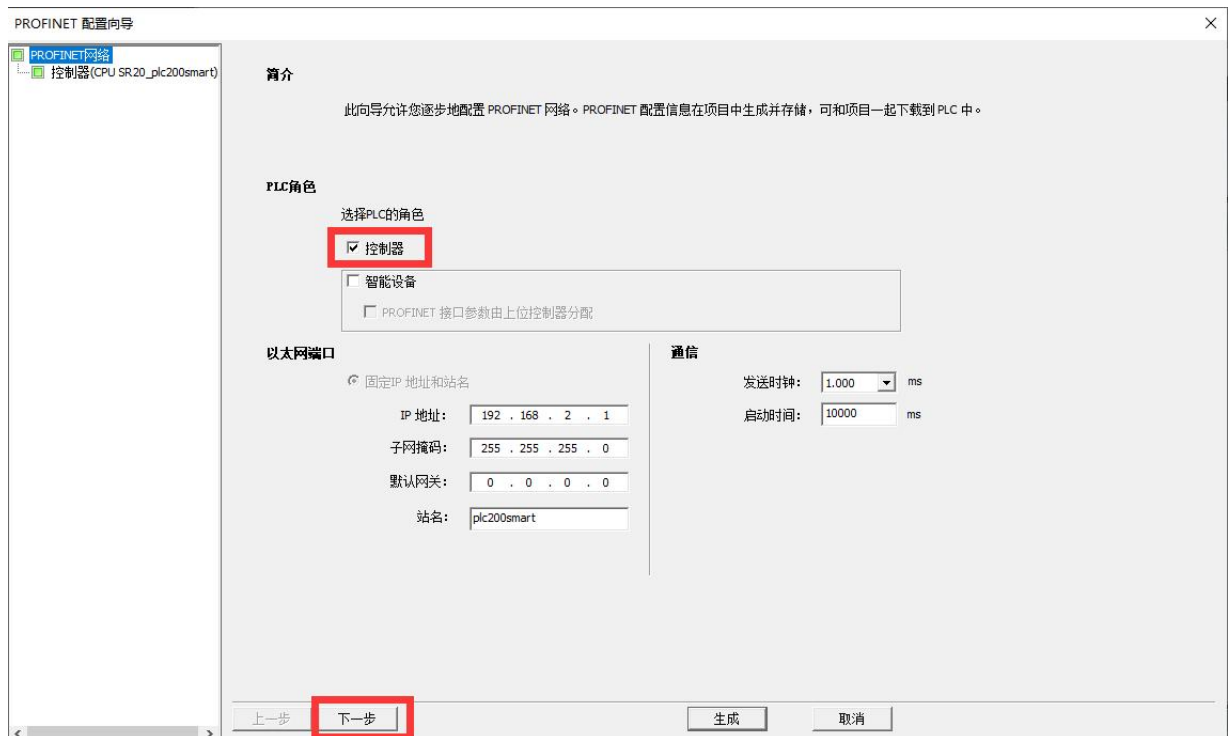 PROFINET 配置向导
PROFINET网络
控制器(CPU SR20_plc200smart)
简介
此向导允许您逐步地配置 PROFINET 网络。PROFINET 配置信息在项目中生成并存储，可和项目一起下载到 PLC 中。
PLC角色
选择PLC的角色
控制器
智能设备
PROFINET 接口参数由上位控制器分配
以太网端口
固定IP 地址和站名
IP 地址: 192 . 168 . 2 . 1
子网掩码: 255 . 255 . 255 . 0
默认网关: 0 . 0 . 0 . 0
站名: plc200smart
通信
发送时钟: 1.000 ms
启动时间: 10000 ms
上一步 下一步 生成 取消